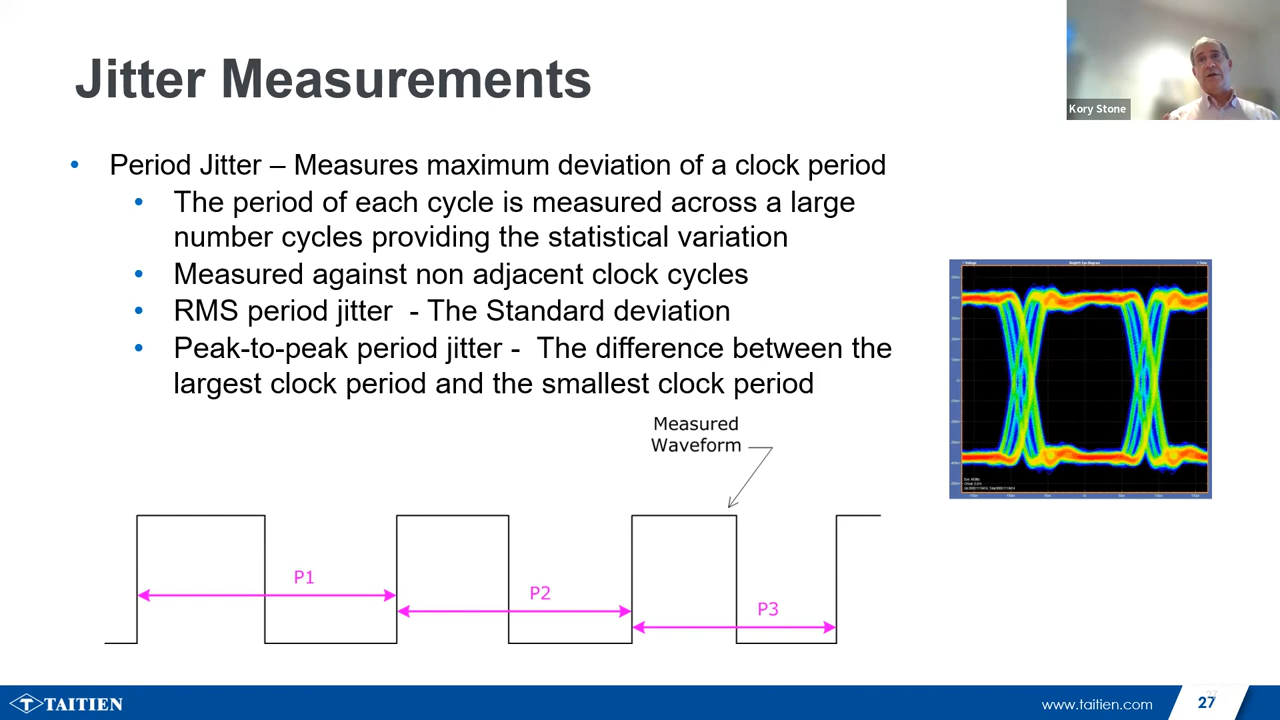 Jitter Measurements
Kory Stone
• Period Jitter – Measures maximum deviation of a clock period
• The period of each cycle is measured across a large
number cycles providing the statistical variation
• Measured against non adjacent clock cycles
• RMS period jitter - The Standard deviation
• Peak-to-peak period jitter - The difference between the
largest clock period and the smallest clock period
Measured
Waveform
P1
P2
P3
TAITIEN
www.taitien.com
27